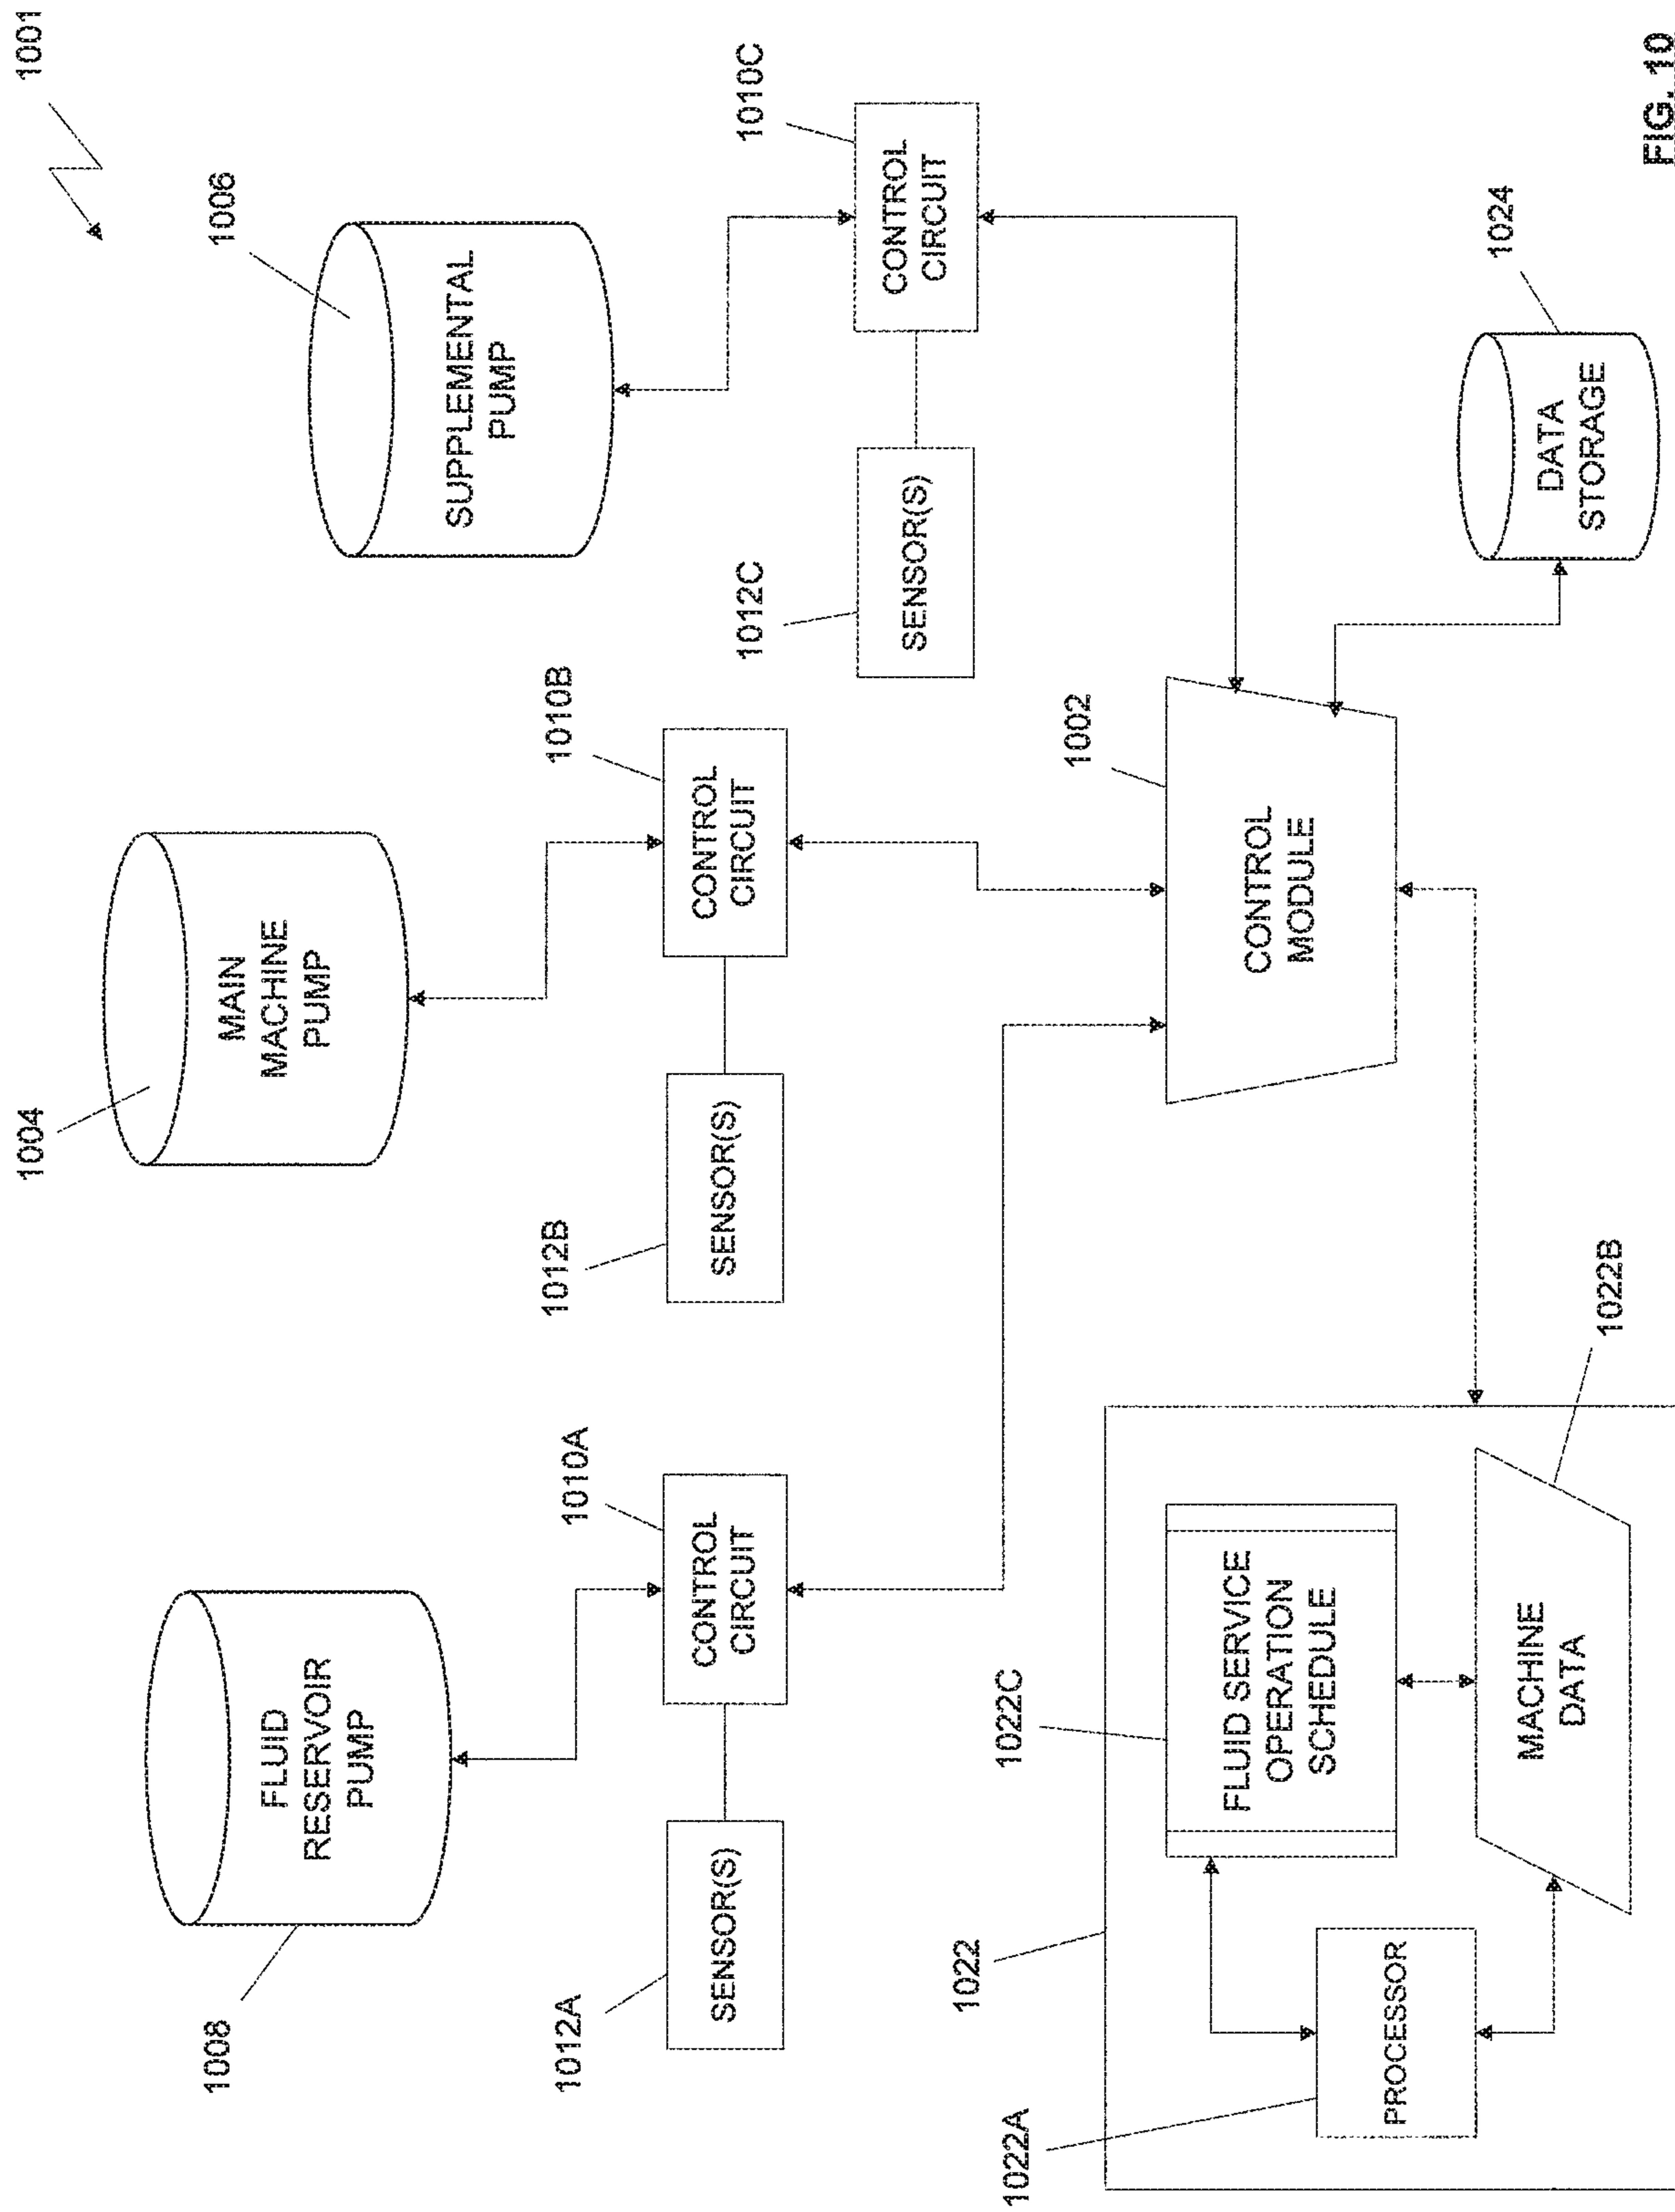 1001
1008
FLUID
RESERVOIR
PUMP
1004
MAIN
MACHINE
PUMP
1006
SUPPLEMENTAL
PUMP
1012A
SENSOR(S)
1010A
CONTROL
CIRCUIT
1012B
SENSOR(S)
1010B
CONTROL
CIRCUIT
1012C
SENSOR(S)
1010C
CONTROL
CIRCUIT
1022
1022A
PROCESSOR
1022C
FLUID SERVICE
OPERATION
SCHEDULE
MACHINE
DATA
1022B
1002
CONTROL
MODULE
1024
DATA
STORAGE
FIG. 10